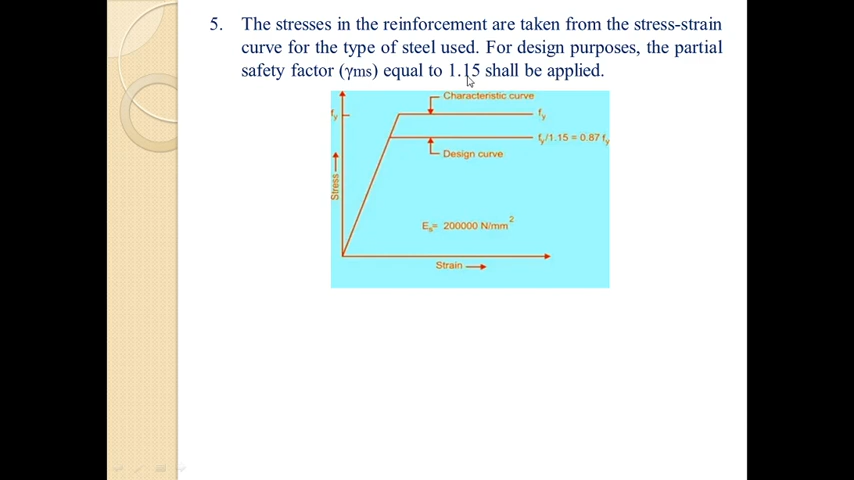 5. The stresses in the reinforcement are taken from the stress-strain
curve for the type of steel used. For design purposes, the partial
safety factor (γms) equal to 1.15 shall be applied.
Characteristic curve
fy
fy
fy/1.15 = 0.87 fy
Design curve
Stress
Es= 200000 N/mm²
Strain